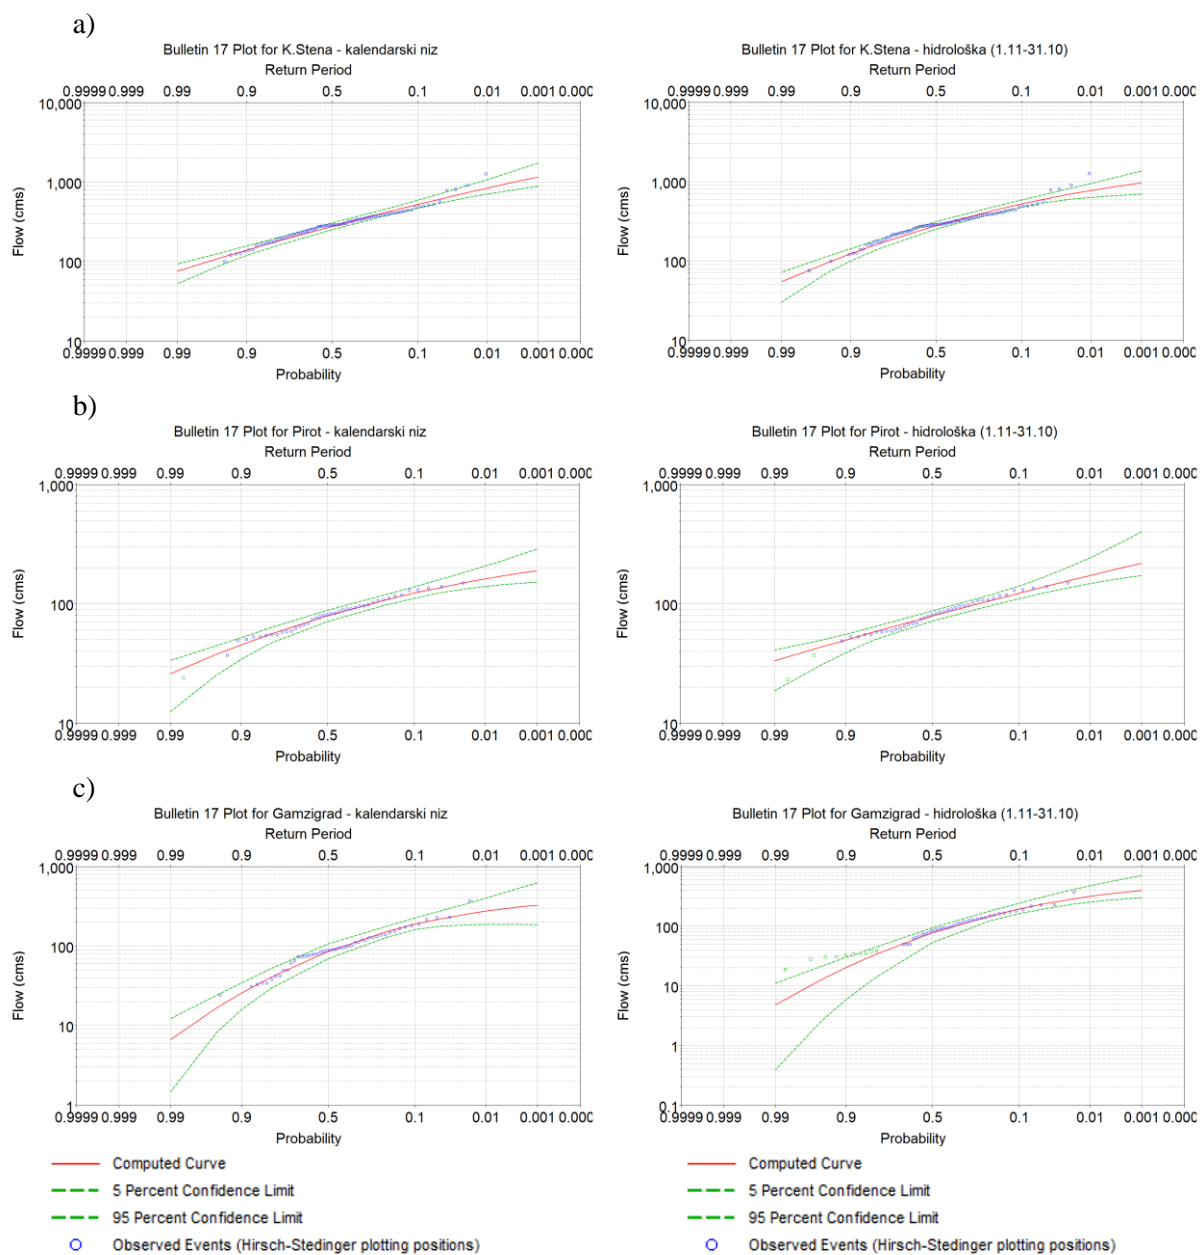 a)
Bulletin 17 Plot for K.Stena - kalendarski niz
Return Period
0.9999 0.999 0.99 0.9 0.5 0.1 0.01 0.001 0.000
10,000
1,000
100
10
Flow (cms)
0.9999 0.999 0.99 0.9 0.5 0.1 0.01 0.001 0.000
Probability
Bulletin 17 Plot for K.Stena - hidrološka (1.11-31.10)
Return Period
0.9999 0.999 0.99 0.9 0.5 0.1 0.01 0.001 0.000
10,000
1,000
100
10
Flow (cms)
0.9999 0.999 0.99 0.9 0.5 0.1 0.01 0.001 0.000
Probability
b)
Bulletin 17 Plot for Pirot - kalendarski niz
Return Period
0.9999 0.999 0.99 0.9 0.5 0.1 0.01 0.001 0.000
1,000
100
10
Flow (cms)
0.9999 0.999 0.99 0.9 0.5 0.1 0.01 0.001 0.000
Probability
Bulletin 17 Plot for Pirot - hidrološka (1.11-31.10)
Return Period
0.9999 0.999 0.99 0.9 0.5 0.1 0.01 0.001 0.000
1,000
100
10
Flow (cms)
0.9999 0.999 0.99 0.9 0.5 0.1 0.01 0.001 0.000
Probability
c)
Bulletin 17 Plot for Gamzigrad - kalendarski niz
Return Period
0.9999 0.999 0.99 0.9 0.5 0.1 0.01 0.001 0.000
1,000
100
10
1
Flow (cms)
0.9999 0.999 0.99 0.9 0.5 0.1 0.01 0.001 0.000
Probability
Bulletin 17 Plot for Gamzigrad - hidrološka (1.11-31.10)
Return Period
0.9999 0.999 0.99 0.9 0.5 0.1 0.01 0.001 0.000
1,000
100
10
1
0.1
Flow (cms)
0.9999 0.999 0.99 0.9 0.5 0.1 0.01 0.001 0.000
Probability
Computed Curve
5 Percent Confidence Limit
95 Percent Confidence Limit
Observed Events (Hirsch-Stedinger plotting positions)
Computed Curve
5 Percent Confidence Limit
95 Percent Confidence Limit
Observed Events (Hirsch-Stedinger plotting positions)